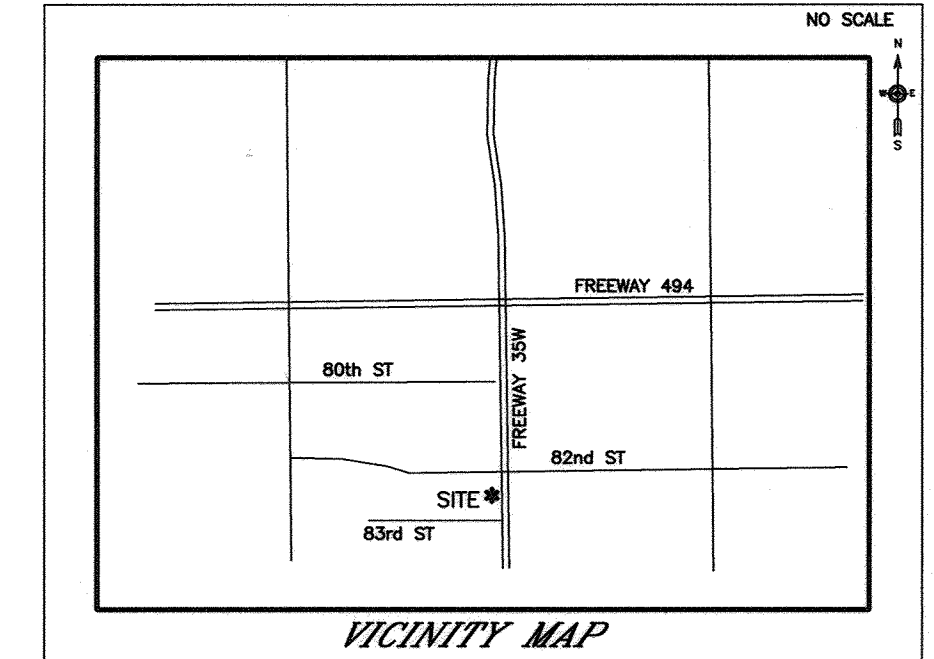 NO SCALE
N
W E
S
FREEWAY 494
FREEWAY 35W
80th ST
82nd ST
SITE *
83rd ST
VICINITY MAP